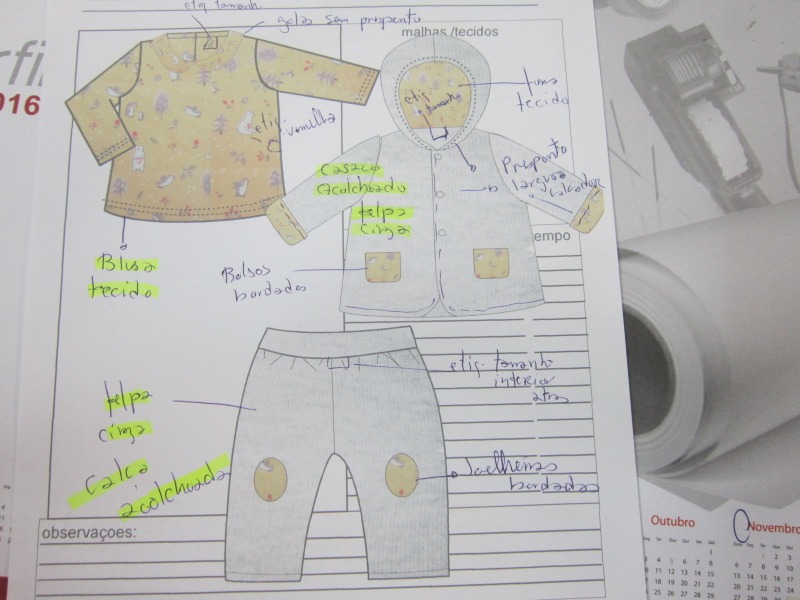 etiq tamanh
gola sem pesponto
malhas /tecidos
rfi
016
etiq. tamanho
forra
tecido
etiq. vermelha
Casaco
acolchoado
felpa
cinza
Pesponto
largura
calcador
empo
Blusa
tecido
Bolsos
bordados
etiq. tamanho
interior
atras
felpa
cinza
Calça
acolchoada
Joelheiras
bordadas
observaçoes:
Outubro
Novembro